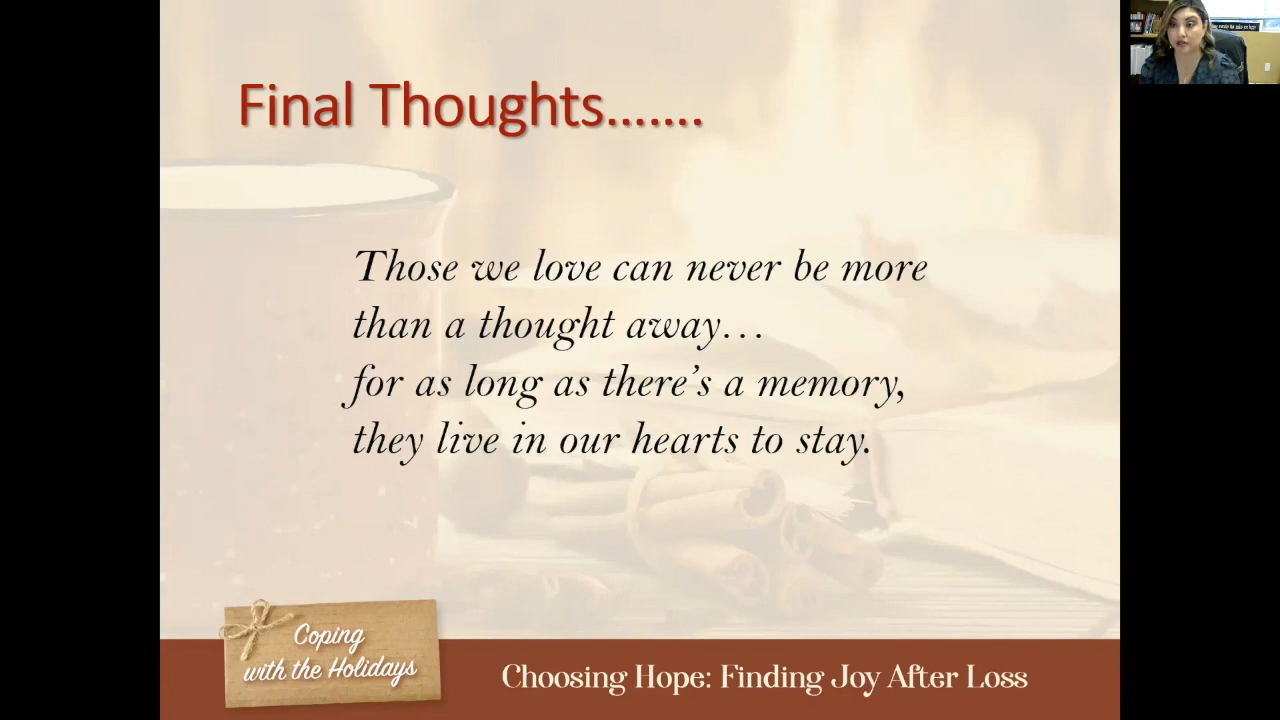 Final Thoughts.......
Those we love can never be more
than a thought away…
for as long as there’s a memory,
they live in our hearts to stay.
Coping
with the Holidays
Choosing Hope: Finding Joy After Loss